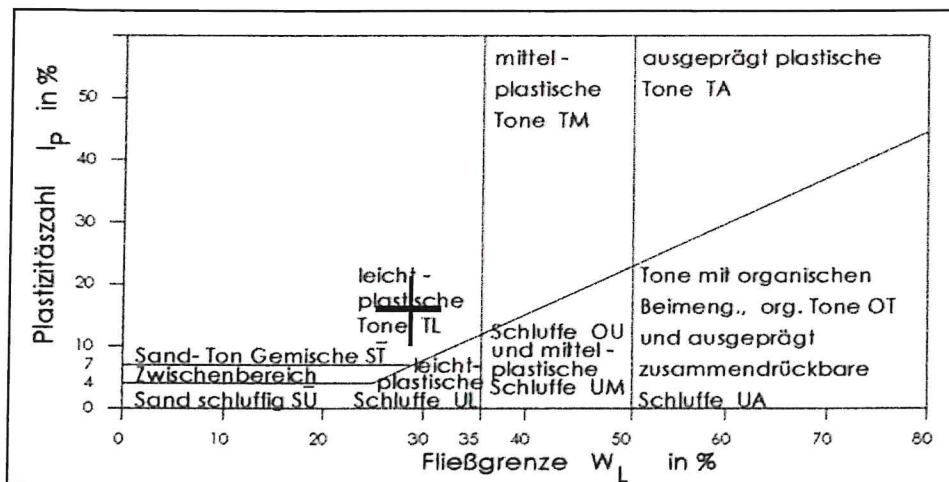 Plastizitäszahl I_P in %
50
40
30
20
10
7
4
0
mittel-
plastische
Tone TM
ausgeprägt plastische
Tone TA
leicht-
plastische
Tone TL
Sand-Ton Gemische ST̅
Zwischenbereich
Sand schluffig SU̅
leicht-
plastische
Schluffe UL
Schluffe OU
und mittel-
plastische
Schluffe UM
Tone mit organischen
Beimeng., org. Tone OT
und ausgeprägt
zusammendrückbare
Schluffe UA
0 10 20 30 35 40 50 60 70 80
Fließgrenze W_L in %